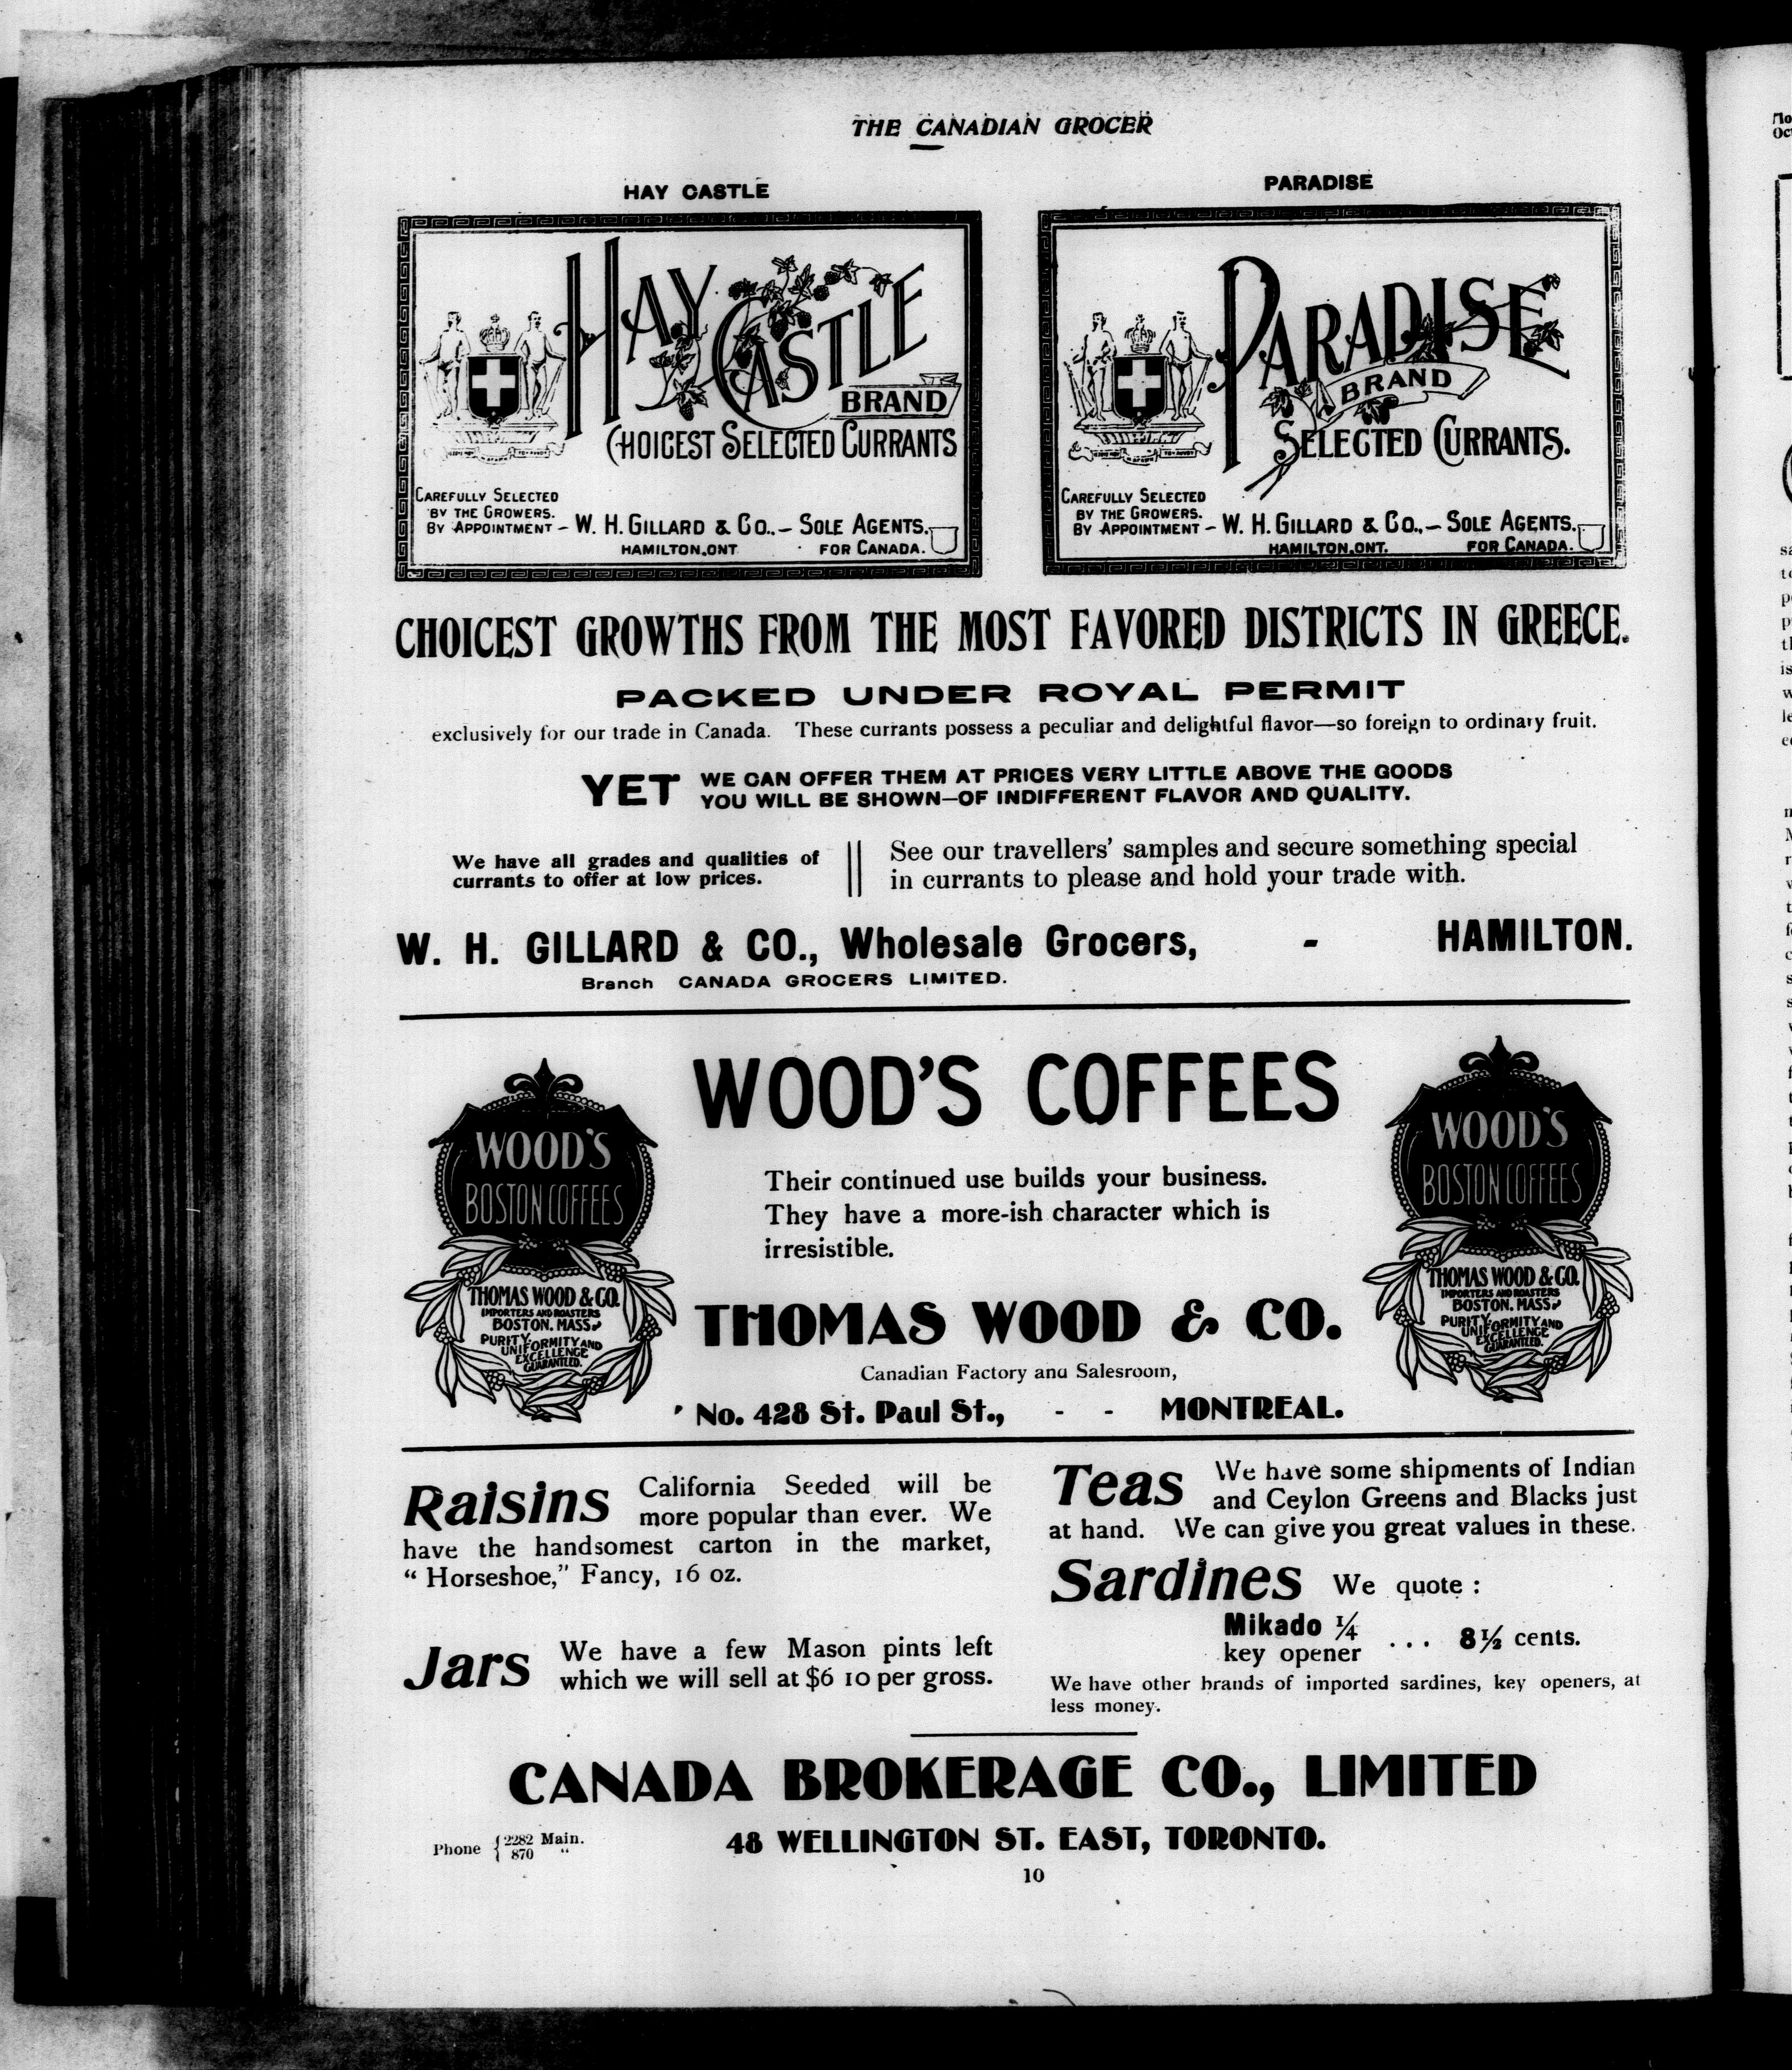 THE CANADIAN GROCER
HAY CASTLE
HAY CASTLE
BRAND
CHOICEST SELECTED CURRANTS
CAREFULLY SELECTED
BY THE GROWERS.
BY APPOINTMENT – W. H. GILLARD & CO., – SOLE AGENTS.
HAMILTON, ONT. FOR CANADA.
PARADISE
PARADISE
BRAND
SELECTED CURRANTS.
CAREFULLY SELECTED
BY THE GROWERS.
BY APPOINTMENT – W. H. GILLARD & CO., – SOLE AGENTS.
HAMILTON, ONT. FOR CANADA.
CHOICEST GROWTHS FROM THE MOST FAVORED DISTRICTS IN GREECE.
PACKED UNDER ROYAL PERMIT
exclusively for our trade in Canada. These currants possess a peculiar and delightful flavor—so foreign to ordinary fruit.
YET WE CAN OFFER THEM AT PRICES VERY LITTLE ABOVE THE GOODS
YOU WILL BE SHOWN—OF INDIFFERENT FLAVOR AND QUALITY.
We have all grades and qualities of
currants to offer at low prices.
See our travellers' samples and secure something special
in currants to please and hold your trade with.
W. H. GILLARD & CO., Wholesale Grocers, - HAMILTON.
Branch CANADA GROCERS LIMITED.
WOOD'S
BOSTON COFFEES
THOMAS WOOD & CO.
IMPORTERS AND ROASTERS
BOSTON, MASS.
PURITY, UNIFORMITY AND
EXCELLENCE
GUARANTEED.
WOOD'S COFFEES
Their continued use builds your business.
They have a more-ish character which is
irresistible.
THOMAS WOOD & CO.
Canadian Factory and Salesroom,
No. 428 St. Paul St., - - MONTREAL.
WOOD'S
BOSTON COFFEES
THOMAS WOOD & CO.
IMPORTERS AND ROASTERS
BOSTON, MASS.
PURITY, UNIFORMITY AND
EXCELLENCE
GUARANTEED.
Raisins California Seeded will be
more popular than ever. We
have the handsomest carton in the market,
"Horseshoe," Fancy, 16 oz.
Jars We have a few Mason pints left
which we will sell at $6 10 per gross.
Teas We have some shipments of Indian
and Ceylon Greens and Blacks just
at hand. We can give you great values in these.
Sardines We quote :
Mikado ¼
key opener ... 8½ cents.
We have other brands of imported sardines, key openers, at
less money.
CANADA BROKERAGE CO., LIMITED
Phone { 2282 Main.
870 "
48 WELLINGTON ST. EAST, TORONTO.
10